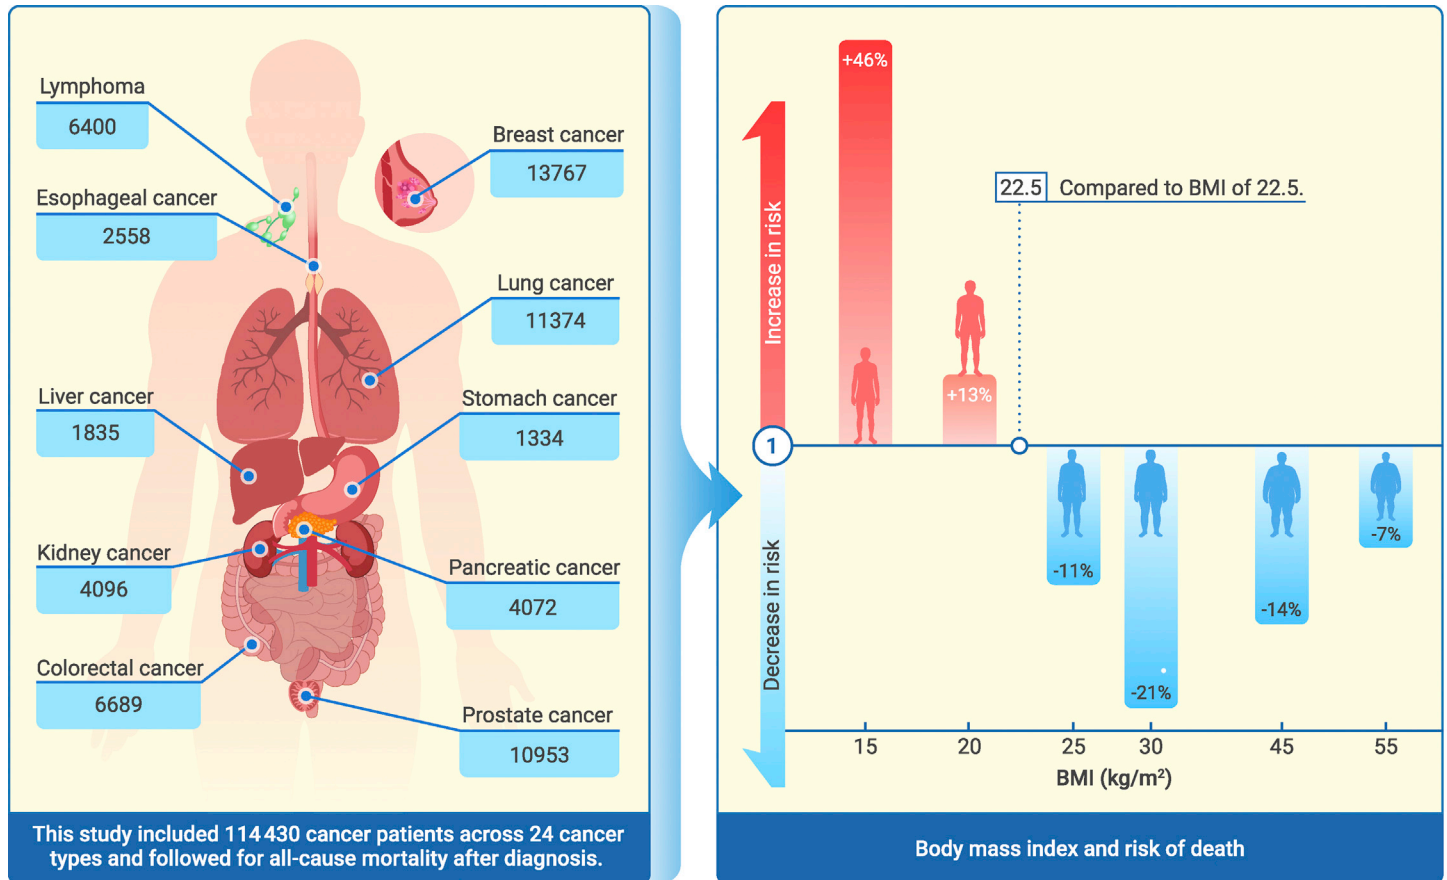 Lymphoma
6400
Esophageal cancer
2558
Liver cancer
1835
Kidney cancer
4096
Colorectal cancer
6689
Breast cancer
13767
Lung cancer
11374
Stomach cancer
1334
Pancreatic cancer
4072
Prostate cancer
10953
This study included 114 430 cancer patients across 24 cancer
types and followed for all-cause mortality after diagnosis.
Increase in risk
1
Decrease in risk
+46%
+13%
22.5 Compared to BMI of 22.5.
-11%
-21%
-14%
-7%
15 20 25 30 45 55
BMI (kg/m²)
Body mass index and risk of death